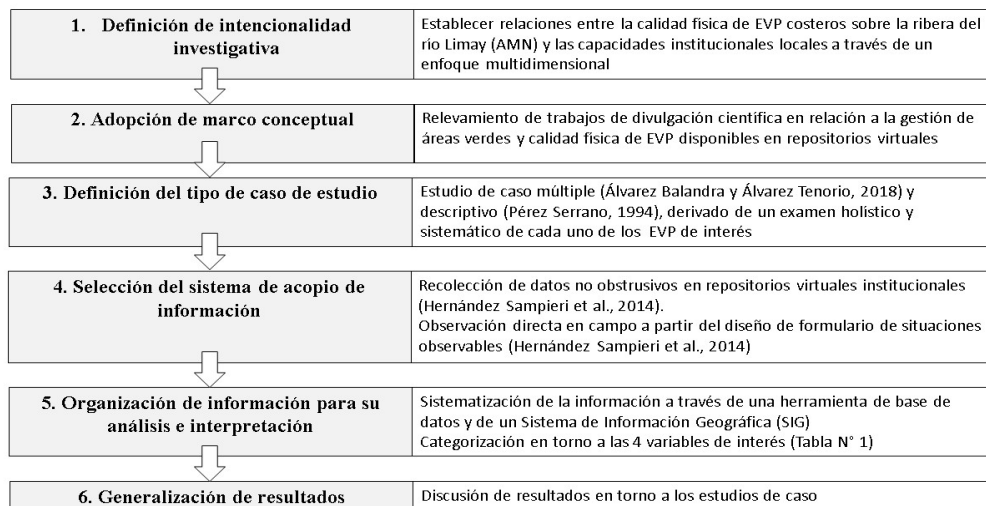 1. Definición de intencionalidad
investigativa
Establecer relaciones entre la calidad física de EVP costeros sobre la ribera del
río Limay (AMN) y las capacidades institucionales locales a través de un
enfoque multidimensional
2. Adopción de marco conceptual
Relevamiento de trabajos de divulgación científica en relación a la gestión de
áreas verdes y calidad física de EVP disponibles en repositorios virtuales
3. Definición del tipo de caso de estudio
Estudio de caso múltiple (Álvarez Balandra y Álvarez Tenorio, 2018) y
descriptivo (Pérez Serrano, 1994), derivado de un examen holístico y
sistemático de cada uno de los EVP de interés
4. Selección del sistema de acopio de
información
Recolección de datos no obstrusivos en repositorios virtuales institucionales
(Hernández Sampieri et al., 2014).
Observación directa en campo a partir del diseño de formulario de situaciones
observables (Hernández Sampieri et al., 2014)
5. Organización de información para su
análisis e interpretación
Sistematización de la información a través de una herramienta de base de
datos y de un Sistema de Información Geográfica (SIG)
Categorización en torno a las 4 variables de interés (Tabla N° 1)
6. Generalización de resultados
Discusión de resultados en torno a los estudios de caso